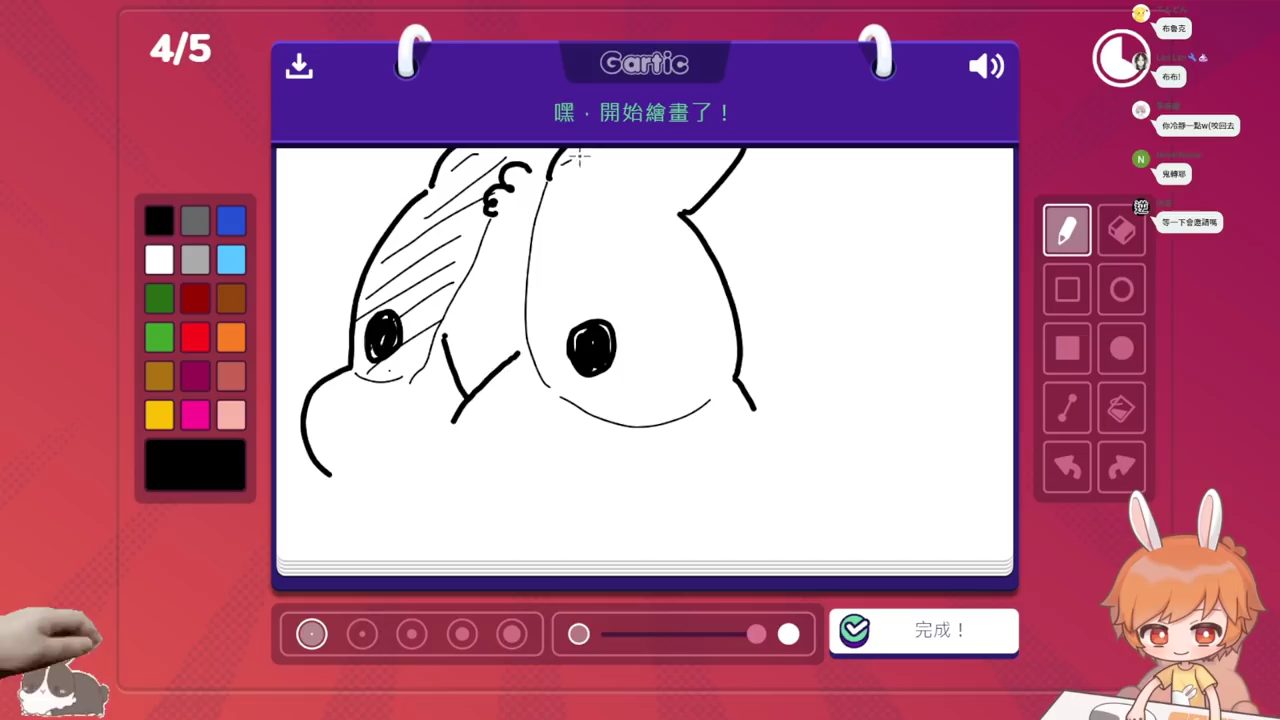 4/5
Gartic
嘿，開始繪畫了！
布魯克
布布!
你冷靜一點w(咬回去
N
鬼轉耶
逆
等一下會邀請嗎
完成！